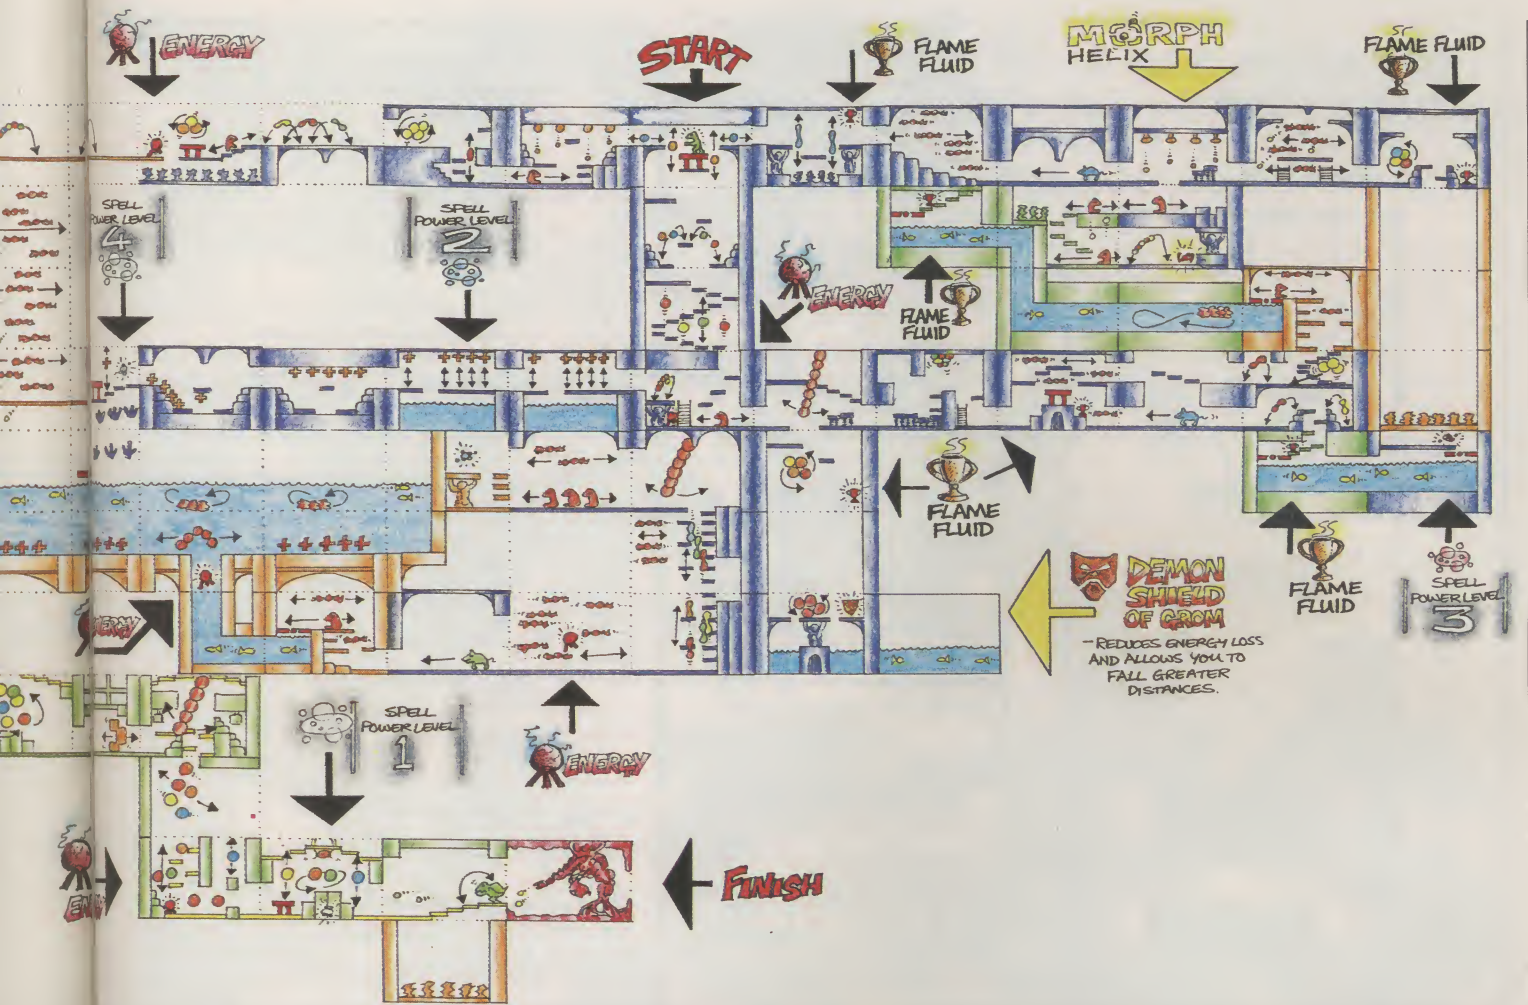 ENERGY
START
FLAME
FLUID
MORPH
HELIX
FLAME FLUID
SPELL
POWER LEVEL
4
SPELL
POWER LEVEL
2
ENERGY
FLAME
FLUID
FLAME
FLUID
DEMON
SHIELD
OF GROM
- REDUCES ENERGY LOSS
AND ALLOWS YOU TO
FALL GREATER
DISTANCES.
FLAME
FLUID
SPELL
POWER LEVEL
3
ENERGY
SPELL
POWER LEVEL
1
ENERGY
FINISH